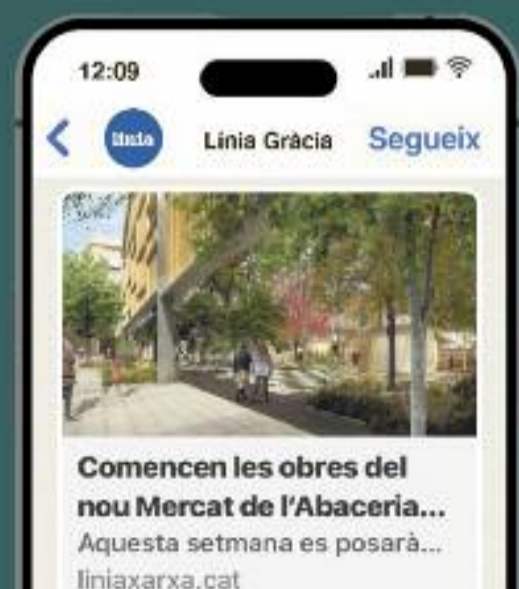 12:09
línia
Línia Gràcia
Segueix
Comencen les obres del
nou Mercat de l'Abaceria...
Aquesta setmana es posarà...
liniaxarxa.cat